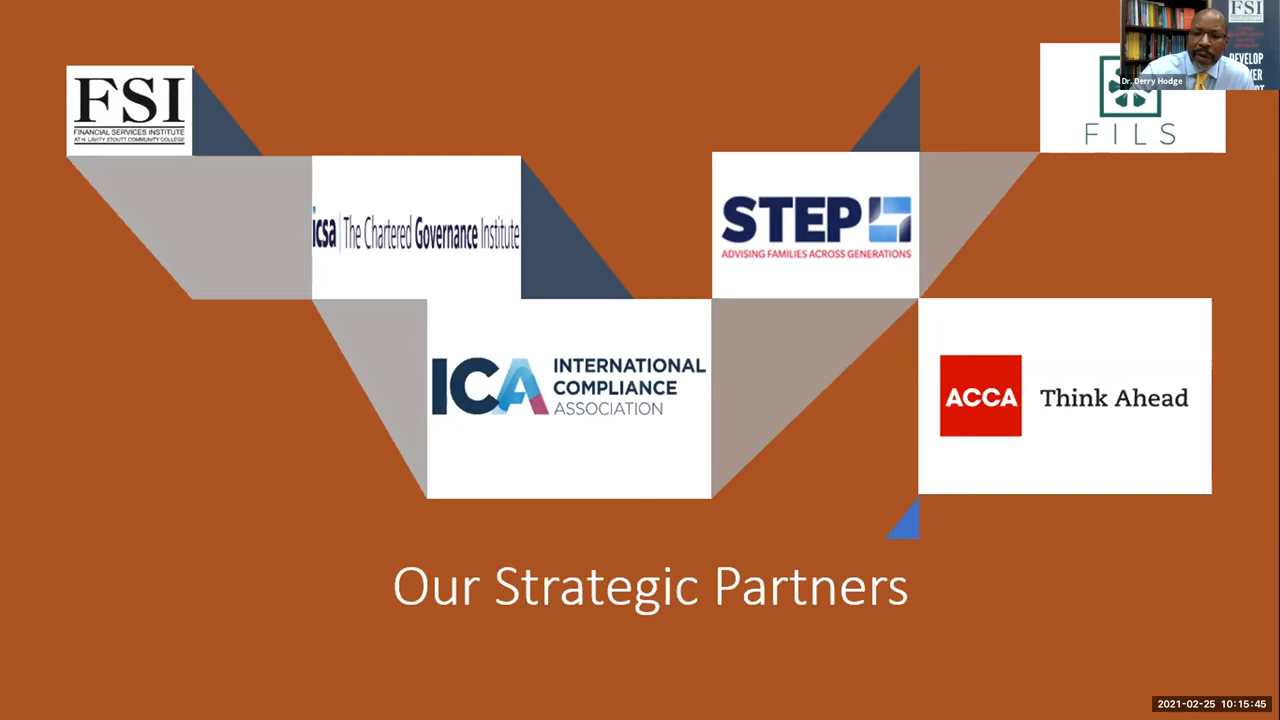 FSI
FINANCIAL SERVICES INSTITUTE
AT H. LAVITY STOUTT COMMUNITY COLLEGE
icsa | The Chartered Governance Institute
STEP
ADVISING FAMILIES ACROSS GENERATIONS
FSI
DEVELOP
Dr. Derry Hodge
FILS
ICA INTERNATIONAL
COMPLIANCE
ASSOCIATION
ACCA Think Ahead
Our Strategic Partners
2021-02-25 10:15:45